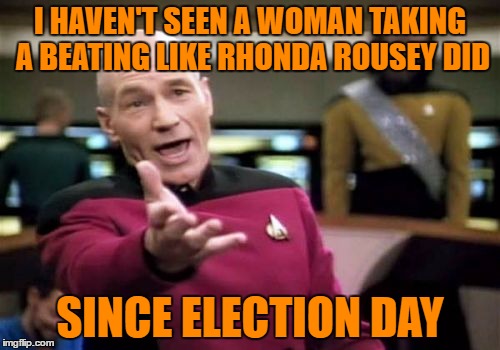 I HAVEN'T SEEN A WOMAN TAKING
A BEATING LIKE RHONDA ROUSEY DID
SINCE ELECTION DAY
imgflip.com